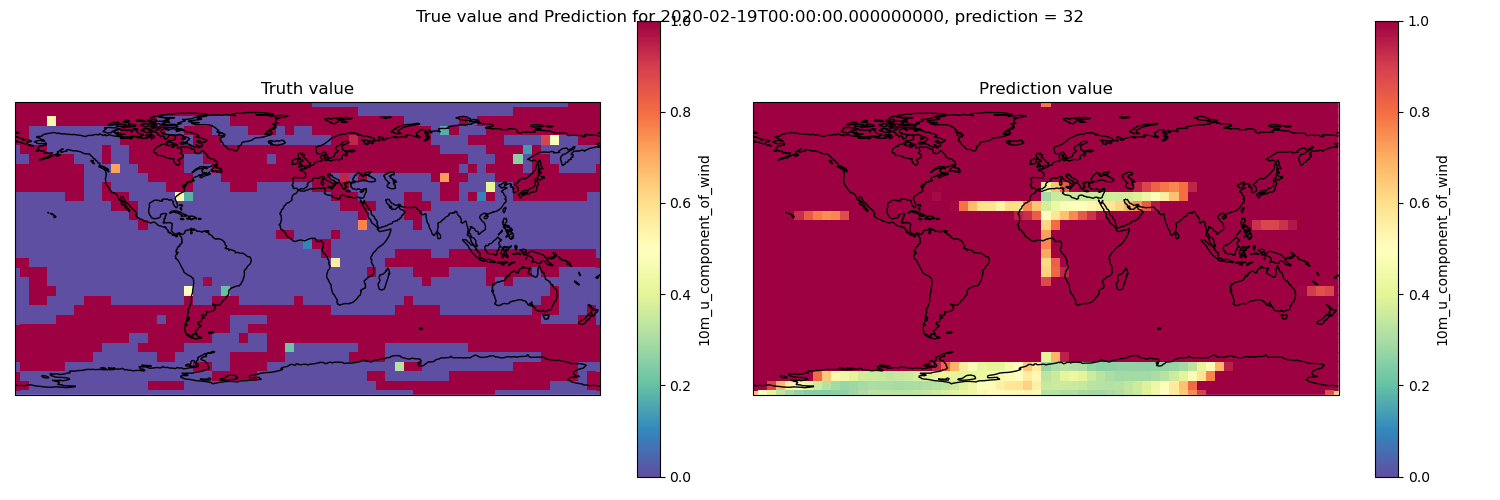 True value and Prediction for 2020-02-19T00:00:00.000000000, prediction = 32
Truth value
1.0
0.8
0.6
0.4
0.2
0.0
10m_u_component_of_wind
Prediction value
1.0
0.8
0.6
0.4
0.2
0.0
10m_u_component_of_wind